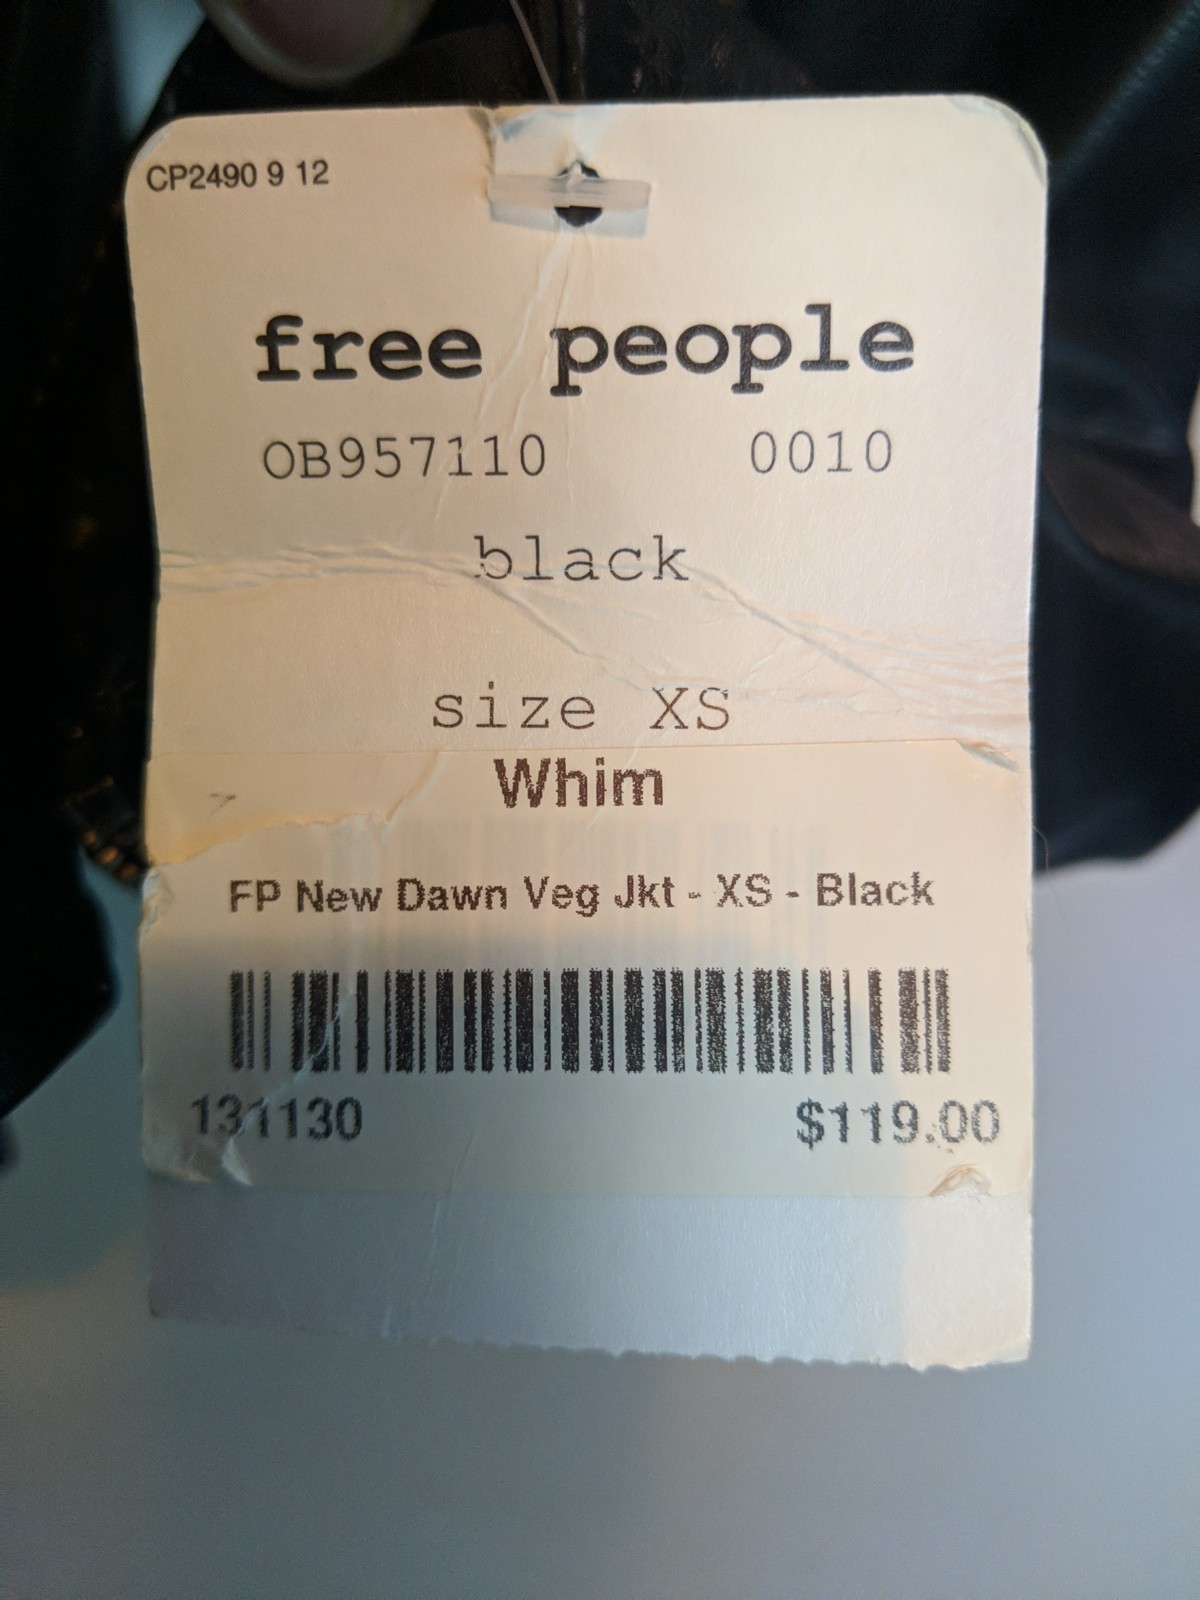 CP2490 9 12
free people
OB957110 0010
black
size XS
Whim
FP New Dawn Veg Jkt - XS - Black
131130 $119.00